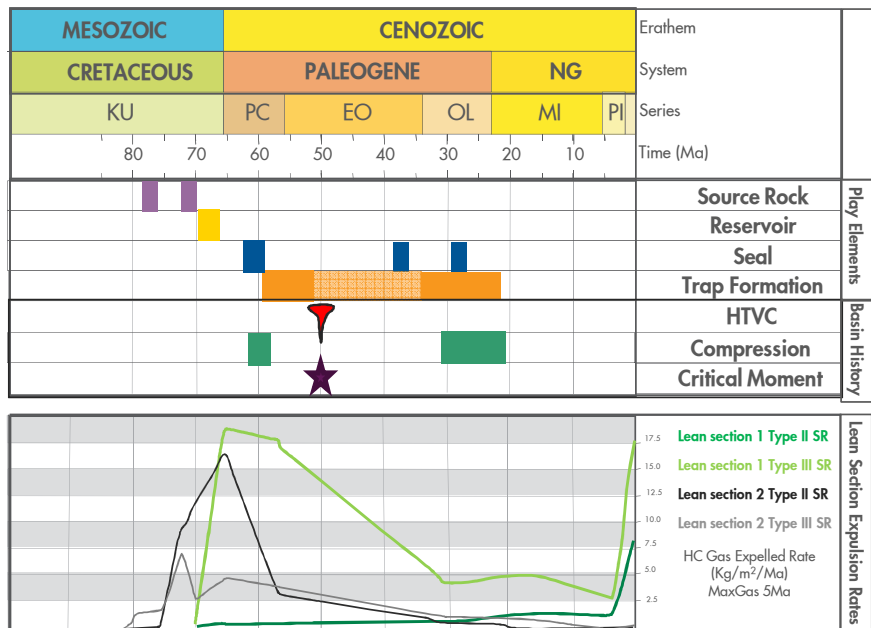 MESOZOIC CENOZOIC Erathem
CRETACEOUS PALEOGENE NG System
KU PC EO OL MI PI Series
80 70 60 50 40 30 20 10 Time (Ma)
Source Rock
Reservoir
Seal
Trap Formation
Play Elements
HTVC
Compression
Critical Moment
Basin History
17.5
15.0
12.5
10.0
7.5
5.0
2.5
Lean section 1 Type II SR
Lean section 1 Type III SR
Lean section 2 Type II SR
Lean section 2 Type III SR
HC Gas Expelled Rate
(Kg/m²/Ma)
MaxGas 5Ma
Lean Section Expulsion Rates